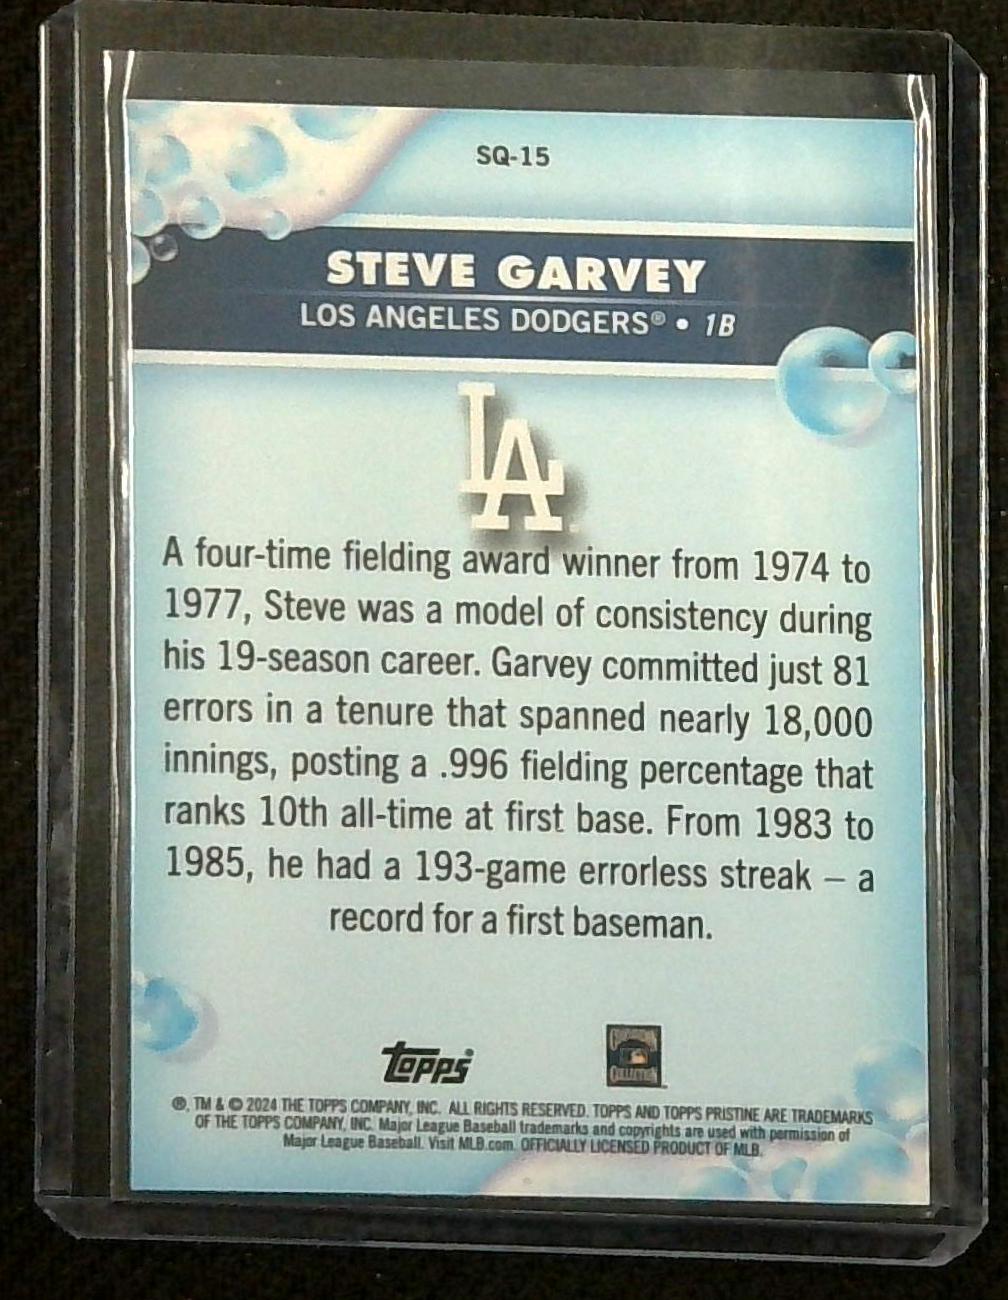 SQ-15
STEVE GARVEY
LOS ANGELES DODGERS® • 1B
LA
A four-time fielding award winner from 1974 to
1977, Steve was a model of consistency during
his 19-season career. Garvey committed just 81
errors in a tenure that spanned nearly 18,000
innings, posting a .996 fielding percentage that
ranks 10th all-time at first base. From 1983 to
1985, he had a 193-game errorless streak – a
record for a first baseman.
Topps
®, TM & © 2024 THE TOPPS COMPANY, INC. ALL RIGHTS RESERVED. TOPPS AND TOPPS PRISTINE ARE TRADEMARKS
OF THE TOPPS COMPANY, INC. Major League Baseball trademarks and copyrights are used with permission of
Major League Baseball. Visit MLB.com. OFFICIALLY LICENSED PRODUCT OF MLB.